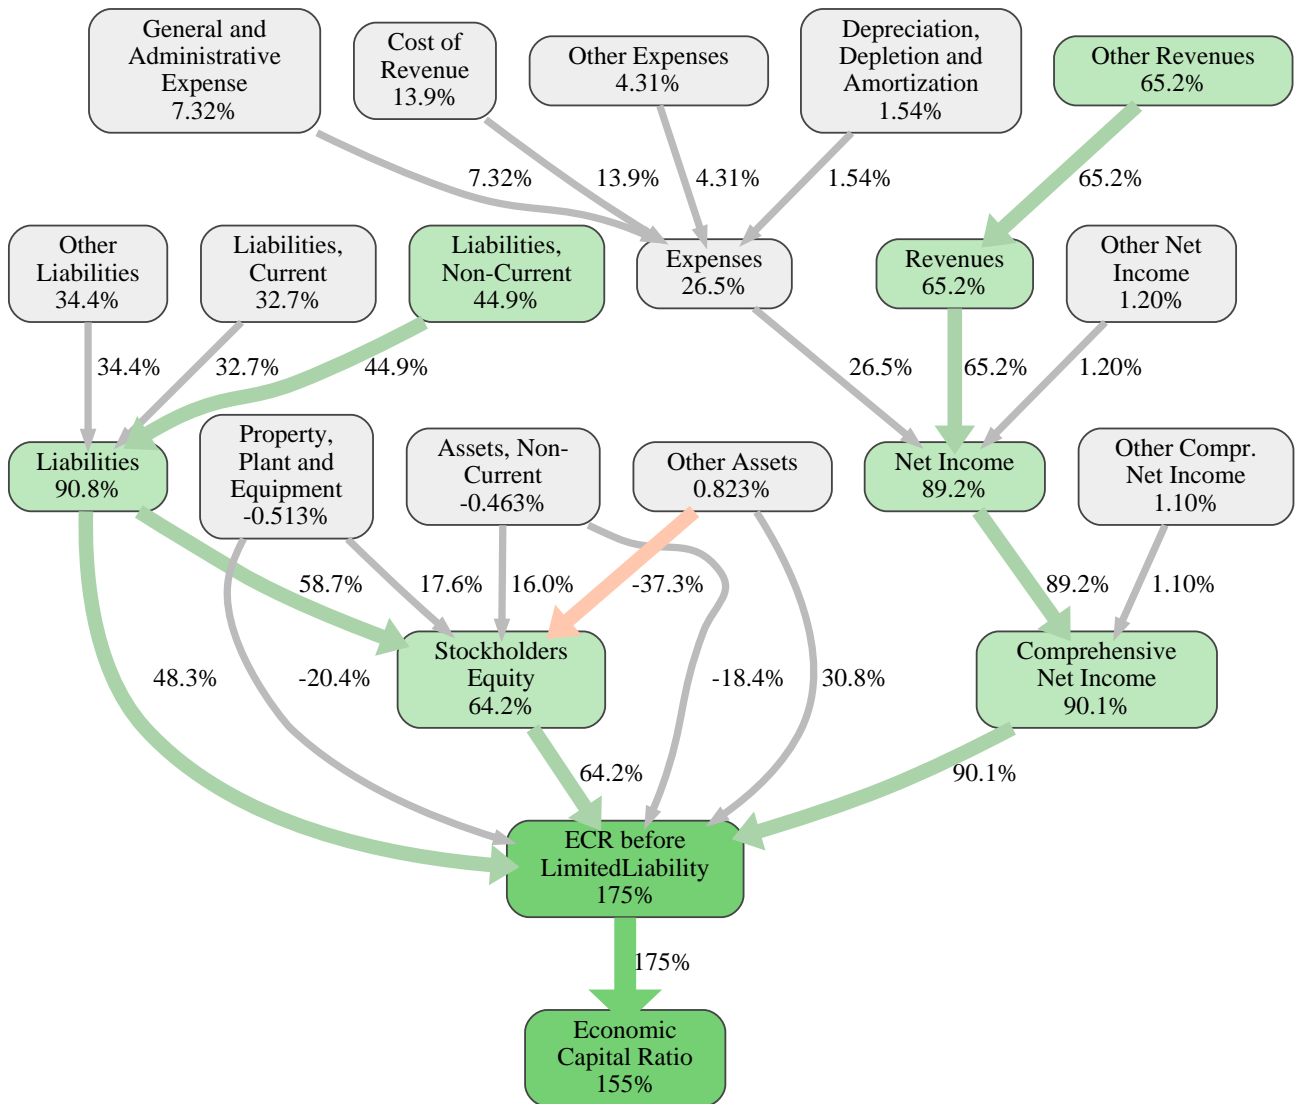 General and
Administrative
Expense
7.32%
Cost of
Revenue
13.9%
Other Expenses
4.31%
Depreciation,
Depletion and
Amortization
1.54%
Other Revenues
65.2%
7.32%
13.9%
4.31%
1.54%
65.2%
Other
Liabilities
34.4%
Liabilities,
Current
32.7%
Liabilities,
Non-Current
44.9%
Expenses
26.5%
Revenues
65.2%
Other Net
Income
1.20%
34.4%
32.7%
44.9%
26.5%
65.2%
1.20%
Liabilities
90.8%
Property,
Plant and
Equipment
-0.513%
Assets, Non-
Current
-0.463%
Other Assets
0.823%
Net Income
89.2%
Other Compr.
Net Income
1.10%
58.7%
17.6%
16.0%
-37.3%
89.2%
1.10%
48.3%
-20.4%
Stockholders
Equity
64.2%
-18.4%
30.8%
Comprehensive
Net Income
90.1%
64.2%
90.1%
ECR before
LimitedLiability
175%
175%
Economic
Capital Ratio
155%